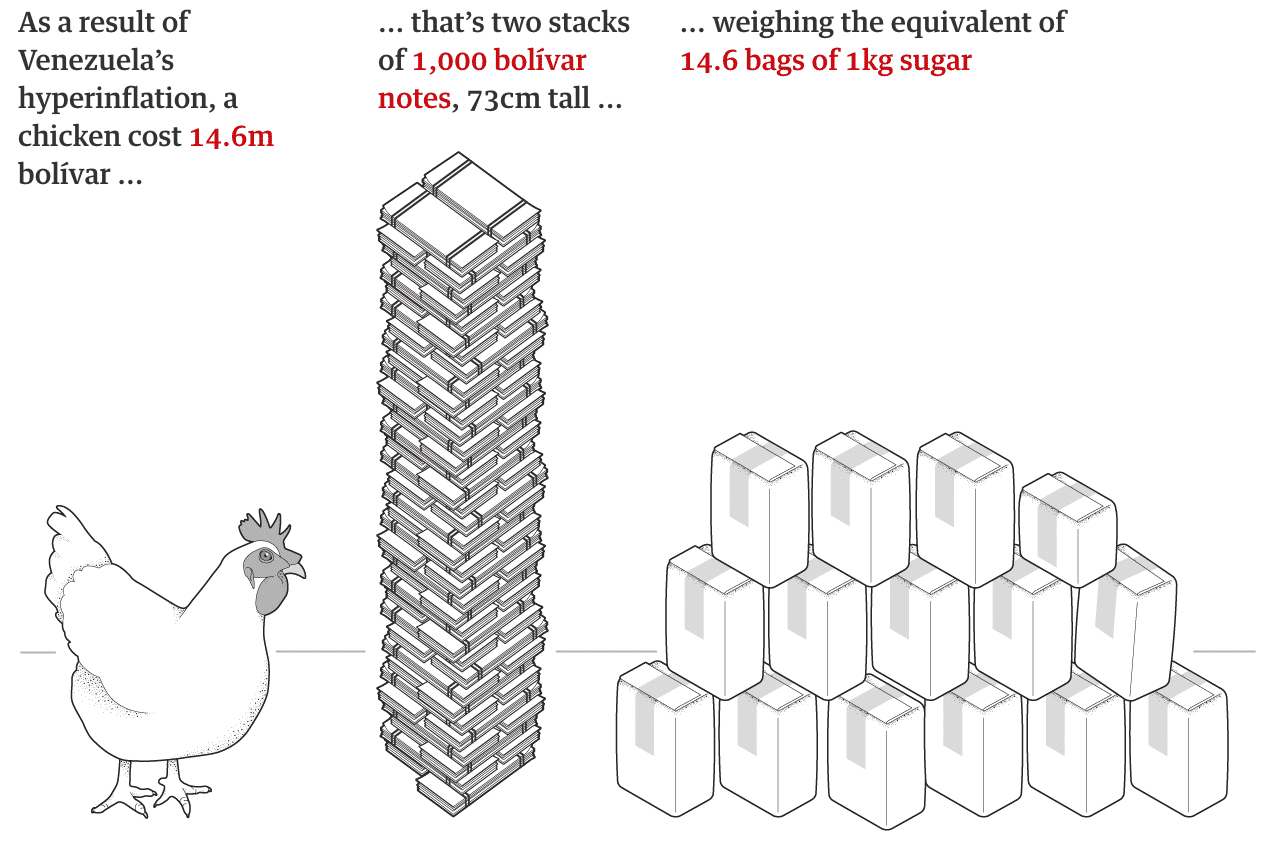 As a result of
Venezuela’s
hyperinflation, a
chicken cost 14.6m
bolívar ...
... that’s two stacks
of 1,000 bolívar
notes, 73cm tall ...
... weighing the equivalent of
14.6 bags of 1kg sugar